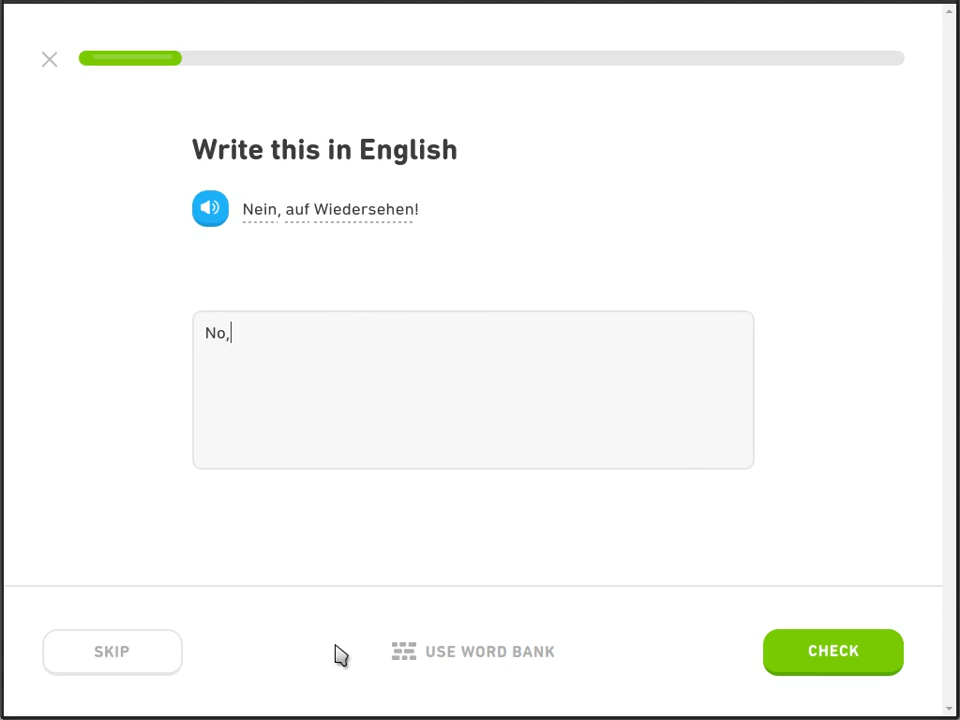 Write this in English
Nein, auf Wiedersehen!
No,
SKIP
USE WORD BANK
CHECK